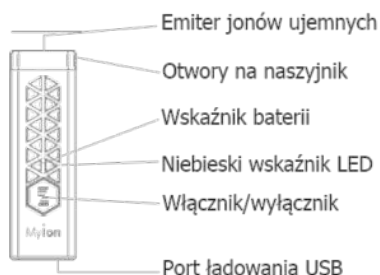 Emiter jonów ujemnych
Otwory na naszyjnik
Wskaźnik baterii
Niebieski wskaźnik LED
Włącznik/wyłącznik
MyIon
Port ładowania USB